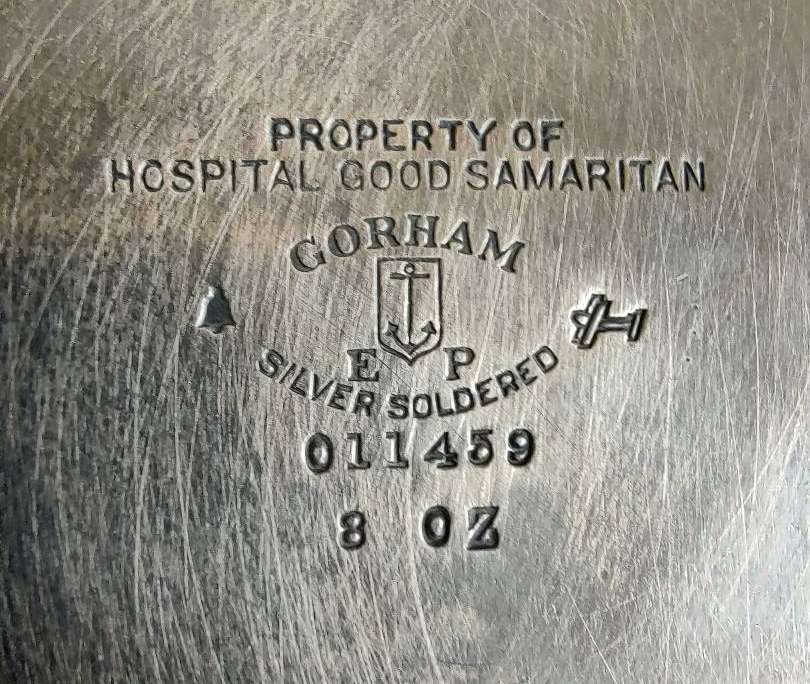 PROPERTY OF
HOSPITAL GOOD SAMARITAN
GORHAM
E P
SILVER SOLDERED
011459
8 OZ